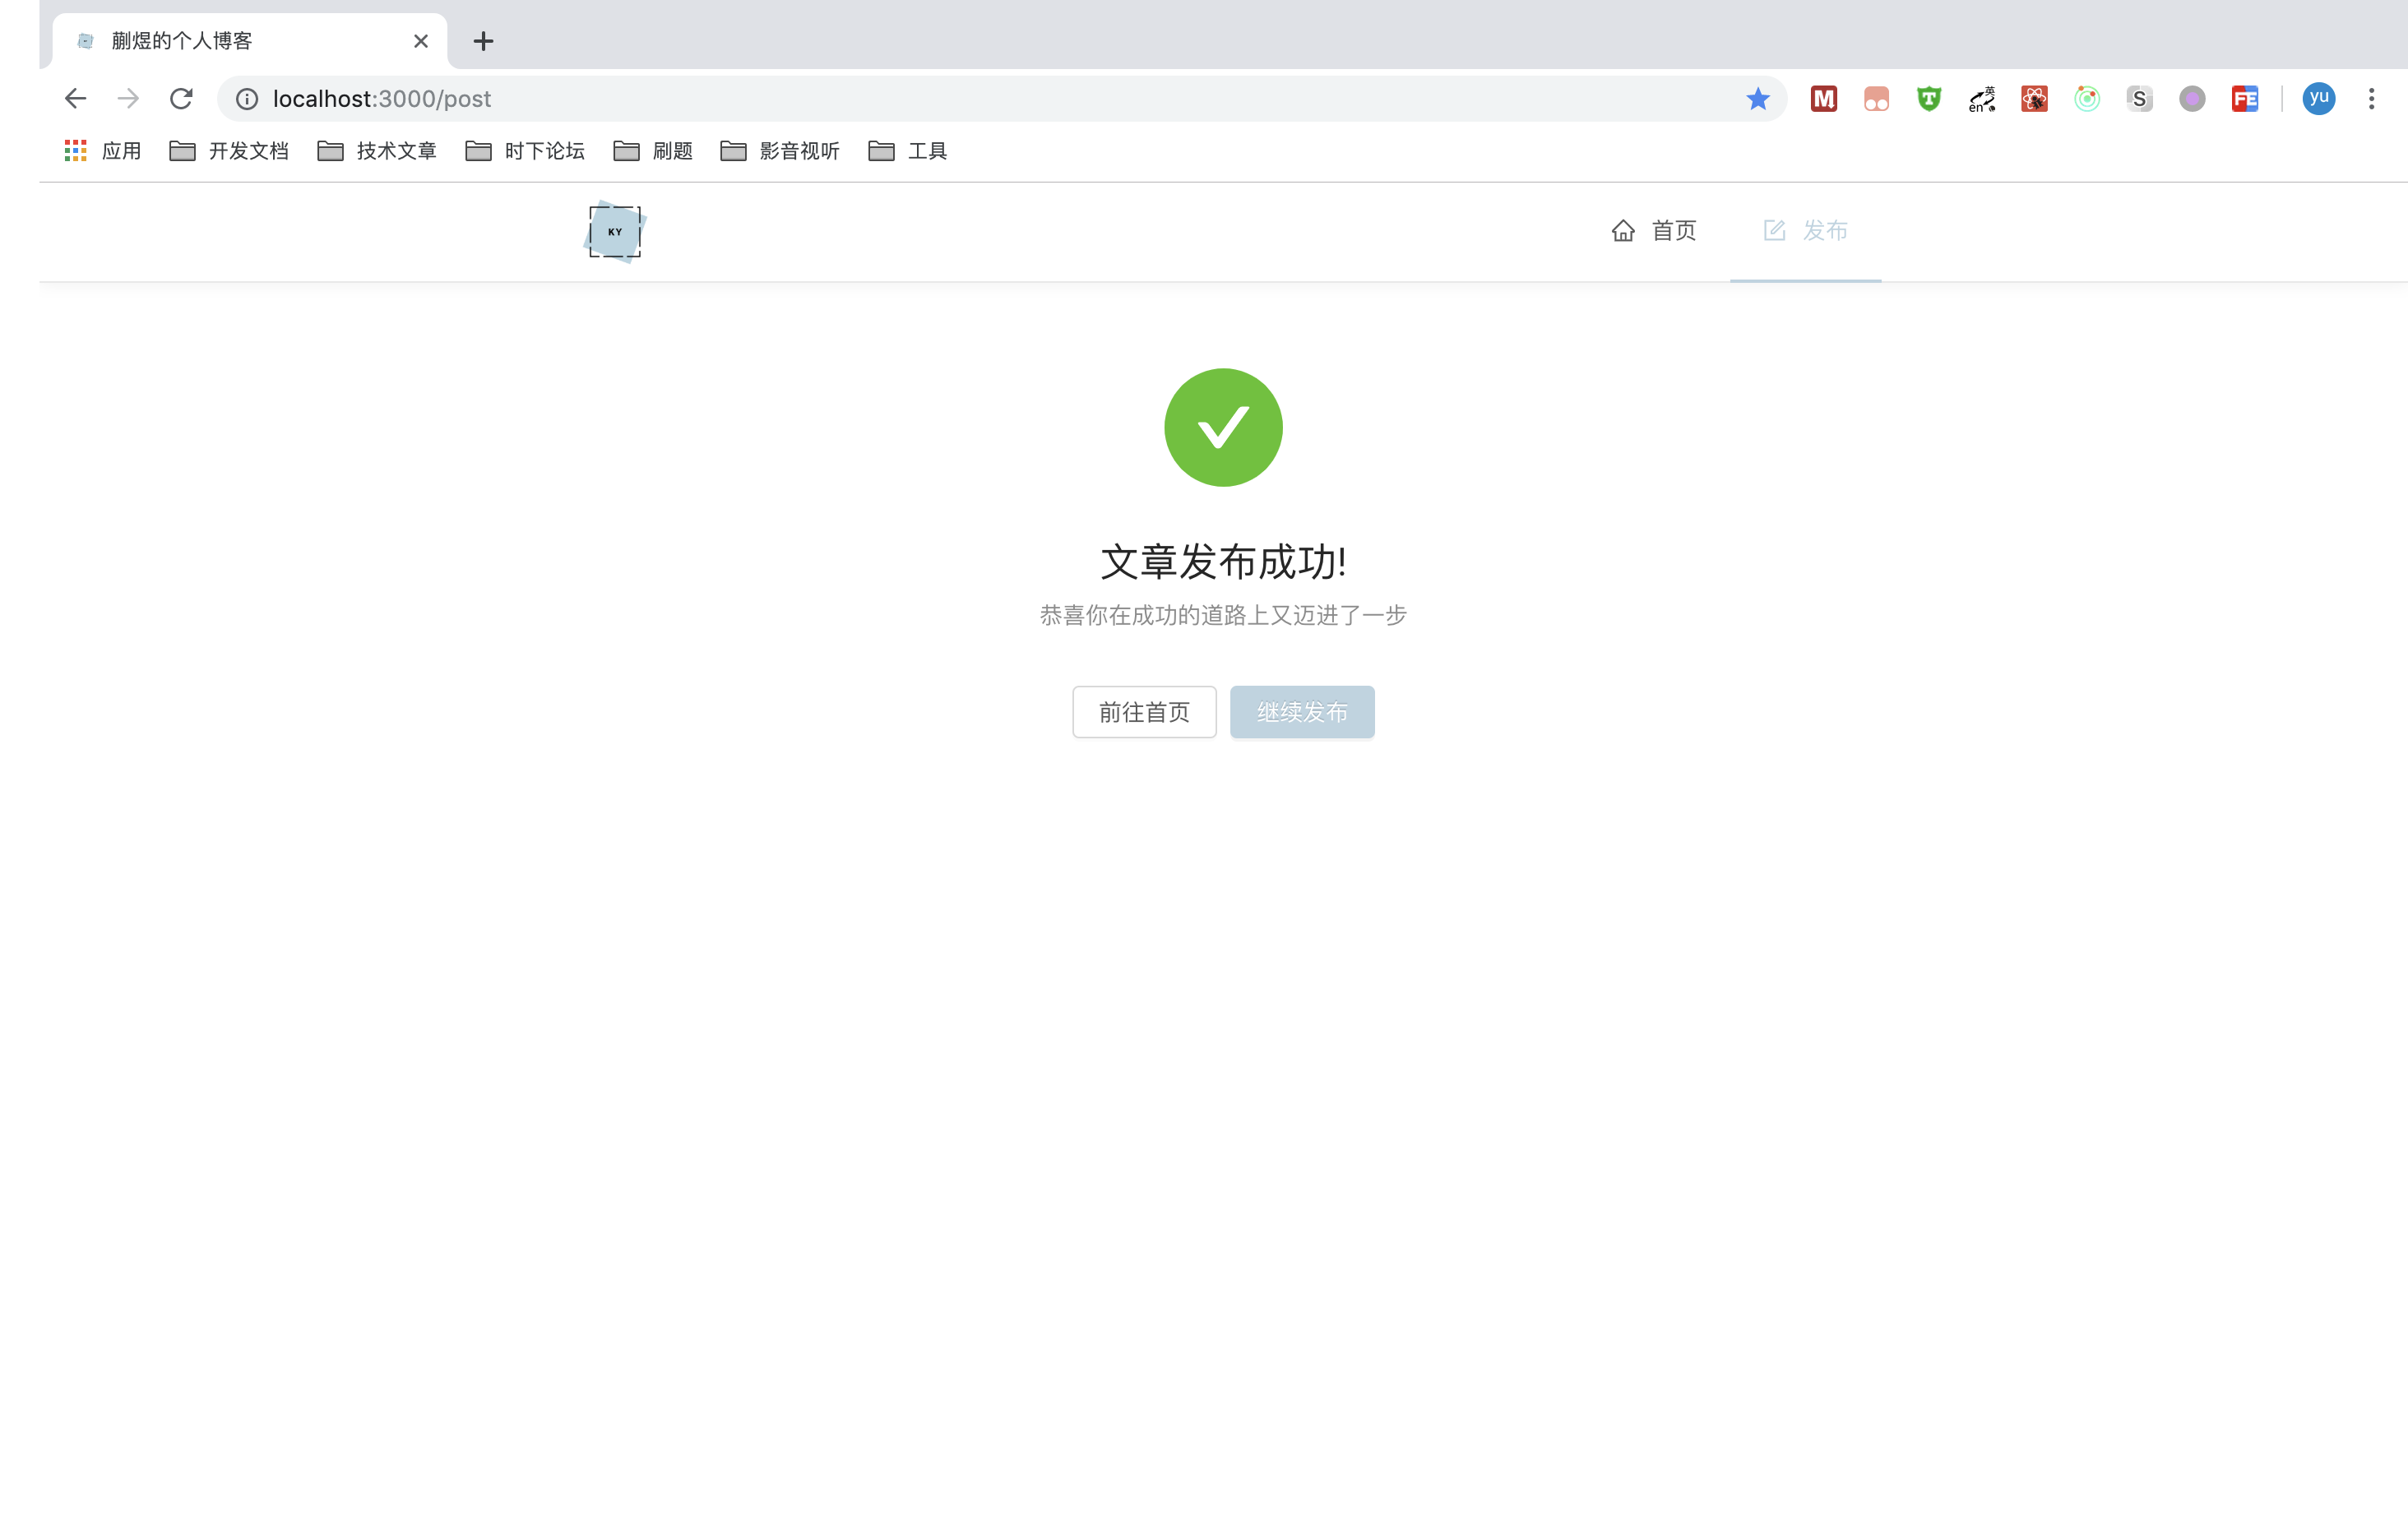 蒯煜的个人博客
localhost:3000/post
M T 英 en S FE yu
应用 开发文档 技术文章 时下论坛 刷题 影音视听 工具
KY 首页 发布
文章发布成功!
恭喜你在成功的道路上又迈进了一步
前往首页 继续发布